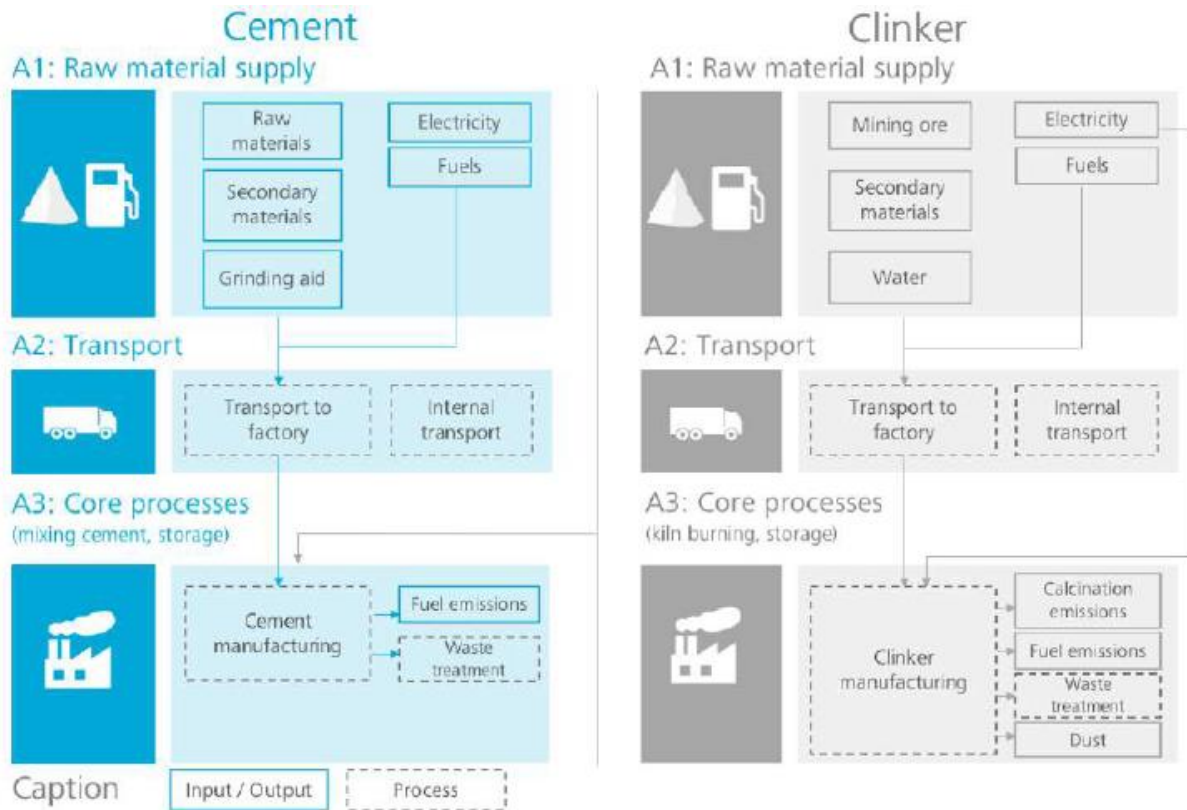 Cement
A1: Raw material supply
Raw
materials
Electricity
Fuels
Secondary
materials
Grinding aid
A2: Transport
Transport to
factory
Internal
transport
A3: Core processes
(mixing cement, storage)
Cement
manufacturing
Fuel emissions
Waste
treatment
Clinker
A1: Raw material supply
Mining ore
Electricity
Fuels
Secondary
materials
Water
A2: Transport
Transport to
factory
Internal
transport
A3: Core processes
(kiln burning, storage)
Clinker
manufacturing
Calcination
emissions
Fuel emissions
Waste
treatment
Dust
Caption
Input / Output
Process